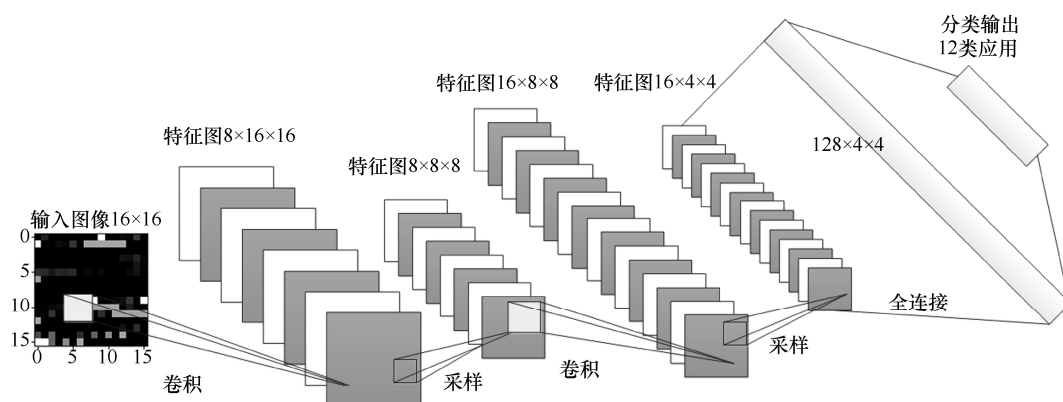 输入图像16×16
0
5
10
15
0
5
10
15
卷积
特征图8×16×16
采样
特征图8×8×8
卷积
特征图16×8×8
采样
特征图16×4×4
128×4×4
全连接
分类输出
12类应用